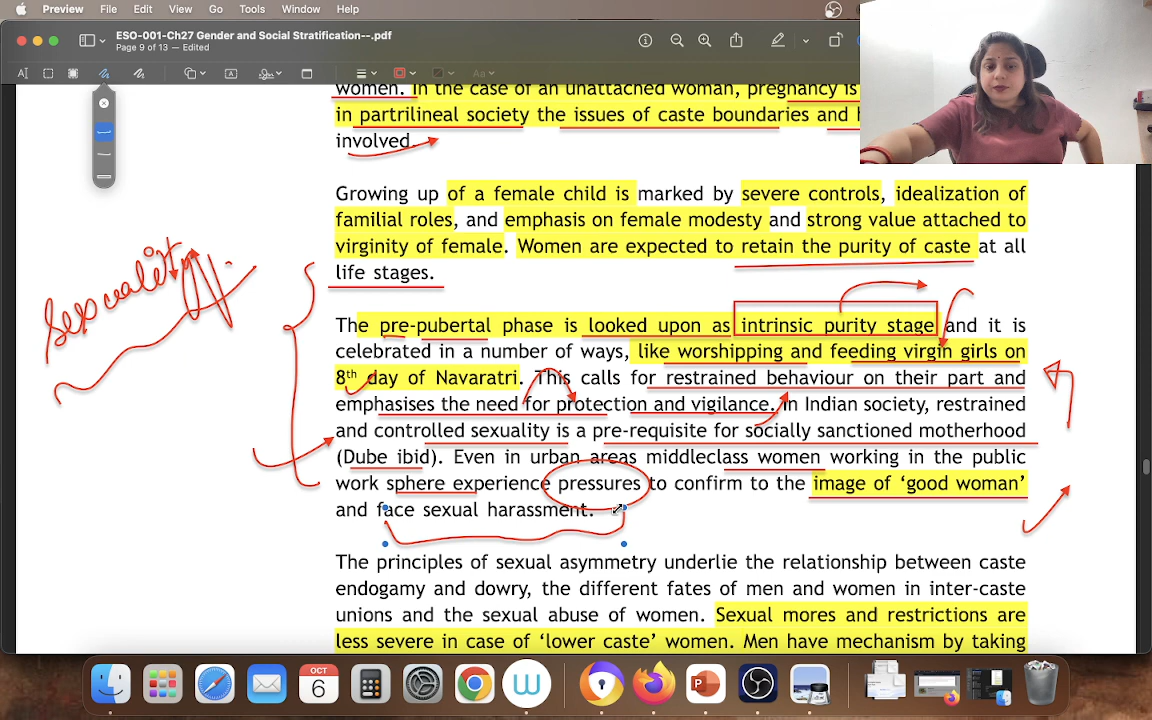 Preview File Edit View Go Tools Window Help
ESO-001-Ch27 Gender and Social Stratification--.pdf
Page 9 of 13 — Edited
women. In the case of an unattached woman, pregnancy is
in partrilineal society the issues of caste boundaries and
involved.
Growing up of a female child is marked by severe controls, idealization of
familial roles, and emphasis on female modesty and strong value attached to
virginity of female. Women are expected to retain the purity of caste at all
life stages.
Sexuality
The pre-pubertal phase is looked upon as intrinsic purity stage and it is
celebrated in a number of ways, like worshipping and feeding virgin girls on
8th day of Navaratri. This calls for restrained behaviour on their part and
emphasises the need for protection and vigilance. In Indian society, restrained
and controlled sexuality is a pre-requisite for socially sanctioned motherhood
(Dube ibid). Even in urban areas middleclass women working in the public
work sphere experience pressures to confirm to the image of ‘good woman’
and face sexual harassment.
The principles of sexual asymmetry underlie the relationship between caste
endogamy and dowry, the different fates of men and women in inter-caste
unions and the sexual abuse of women. Sexual mores and restrictions are
less severe in case of ‘lower caste’ women. Men have mechanism by taking
OCT
6